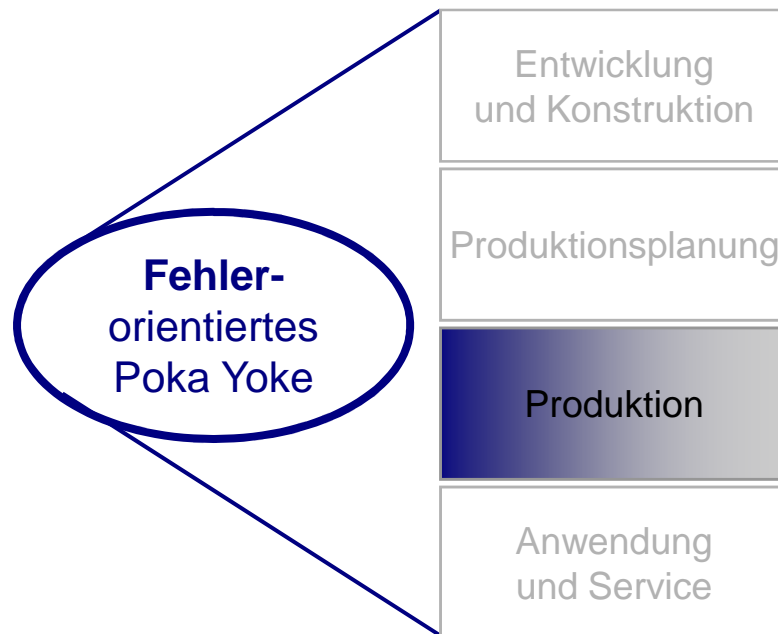 Entwicklung
und Konstruktion
Produktionsplanung
Fehler-
orientiertes
Poka Yoke
Produktion
Anwendung
und Service